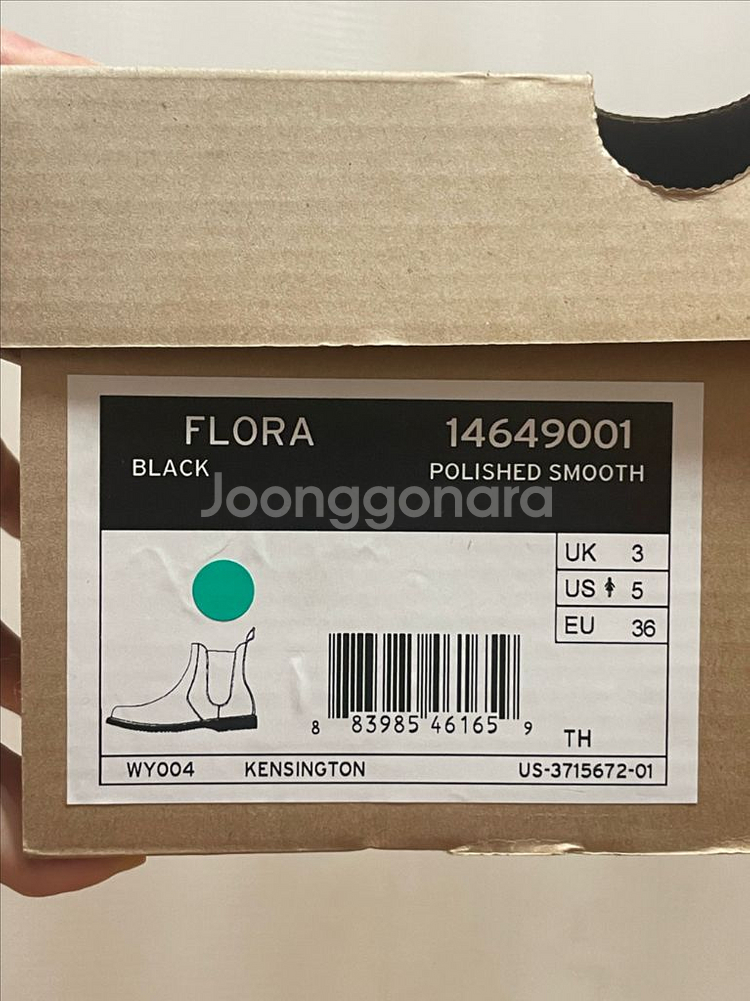 FLORA 14649001
BLACK POLISHED SMOOTH
Joonggonara
UK 3
US 5
EU 36
8 83985 46165 9
TH
WY004 KENSINGTON US-3715672-01